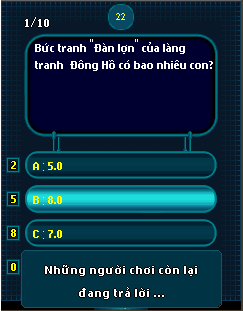 1/10
22
Bức tranh "Đàn lợn" của làng
tranh Đông Hồ có bao nhiêu con?
2 A : 5.0
5 B : 8.0
8 C : 7.0
0
Những người chơi còn lại
đang trả lời ...